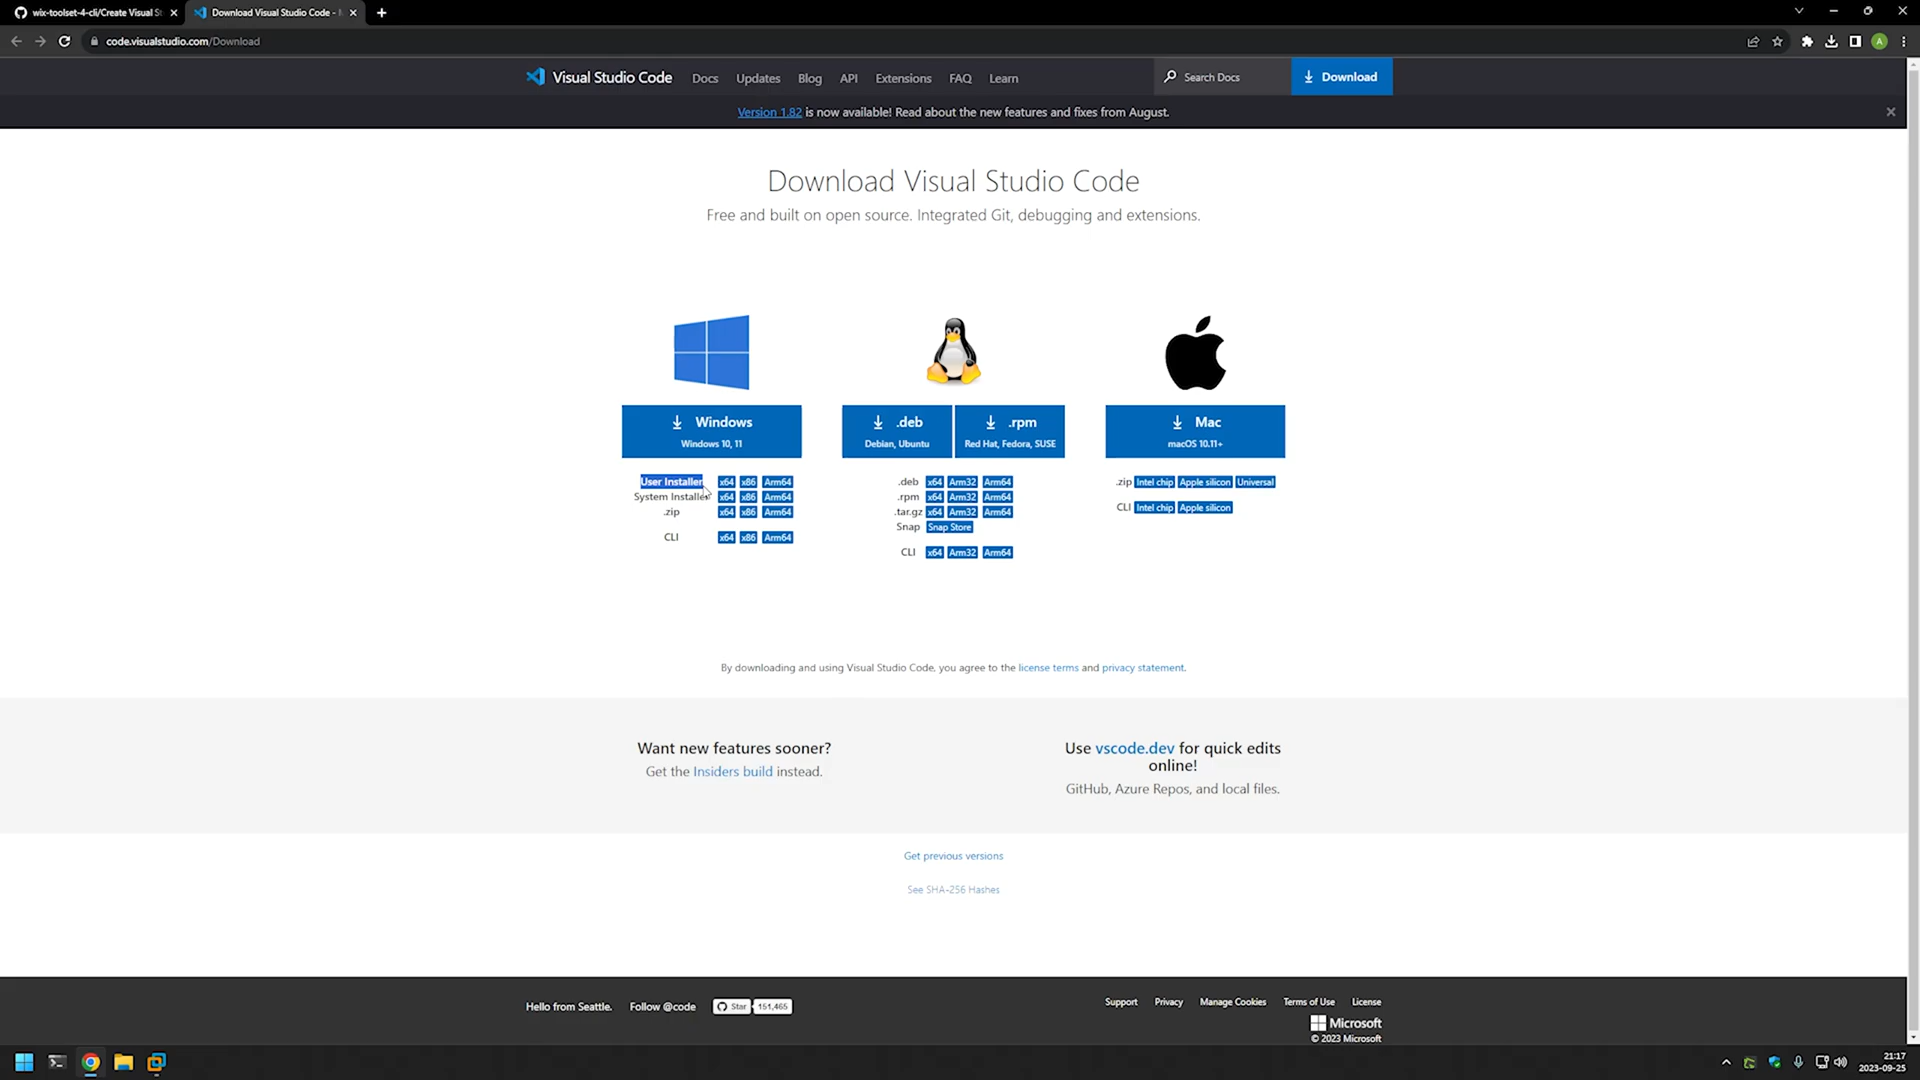 wix-toolset-4-cli/Create Visual St
Download Visual Studio Code -
code.visualstudio.com/Download
A
Visual Studio Code
Docs
Updates
Blog
API
Extensions
FAQ
Learn
Search Docs
Download
Version 1.82 is now available! Read about the new features and fixes from August.
Download Visual Studio Code
Free and built on open source. Integrated Git, debugging and extensions.
Windows
Windows 10, 11
.deb
Debian, Ubuntu
.rpm
Red Hat, Fedora, SUSE
Mac
macOS 10.11+
User Installer x64 x86 Arm64
System Installer x64 x86 Arm64
.zip x64 x86 Arm64
CLI x64 x86 Arm64
.deb x64 Arm32 Arm64
.rpm x64 Arm32 Arm64
.tar.gz x64 Arm32 Arm64
Snap Snap Store
CLI x64 Arm32 Arm64
.zip Intel chip Apple silicon Universal
CLI Intel chip Apple silicon
By downloading and using Visual Studio Code, you agree to the license terms and privacy statement.
Want new features sooner?
Get the Insiders build instead.
Use vscode.dev for quick edits
online!
GitHub, Azure Repos, and local files.
Get previous versions
See SHA-256 Hashes
Hello from Seattle.
Follow @code
Star 151,465
Support
Privacy
Manage Cookies
Terms of Use
License
Microsoft
© 2023 Microsoft
21:17
2023-09-25